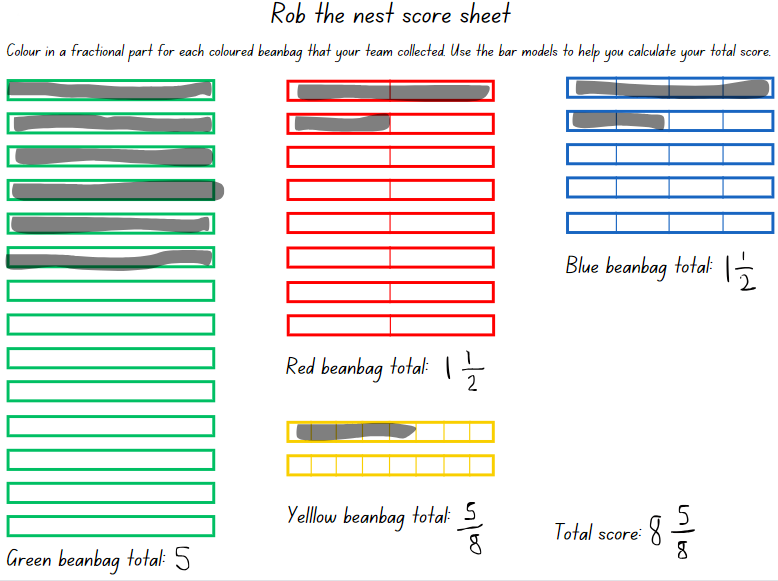 Rob the nest score sheet
Colour in a fractional part for each coloured beanbag that your team collected. Use the bar models to help you calculate your total score.
Green beanbag total: 5
Red beanbag total: 1 1/2
Yelllow beanbag total: 5/8
Blue beanbag total: 1 1/2
Total score: 8 5/8